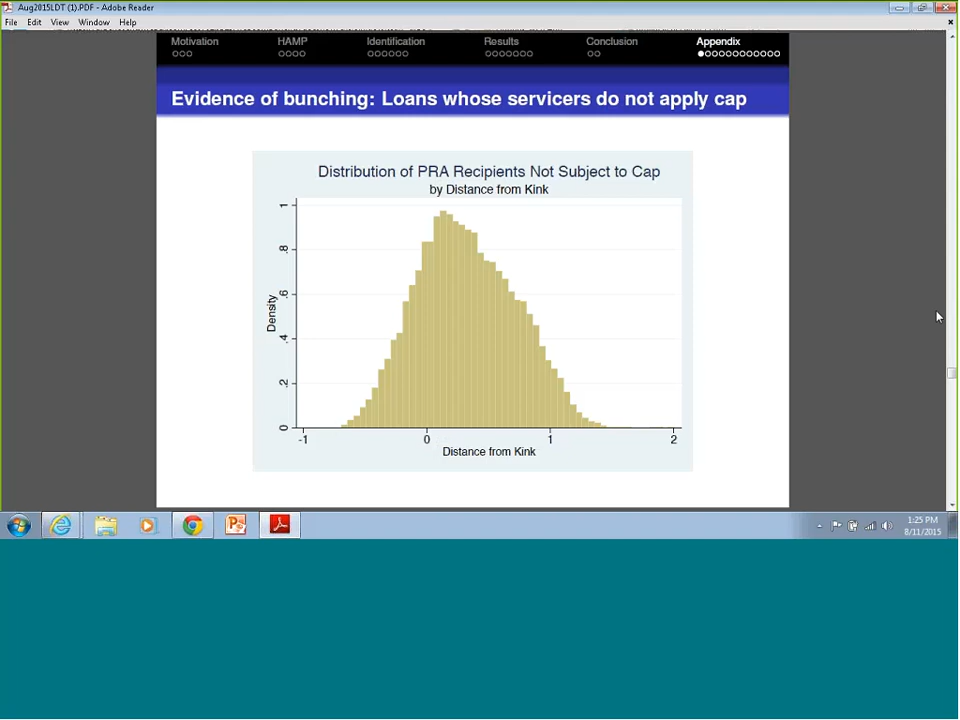 Aug2015LDT (1).PDF - Adobe Reader
File Edit View Window Help
Motivation HAMP Identification Results Conclusion Appendix
Evidence of bunching: Loans whose servicers do not apply cap
Distribution of PRA Recipients Not Subject to Cap
by Distance from Kink
1
.8
.6
.4
.2
0
Density
-1 0 1 2
Distance from Kink
1:25 PM
8/11/2015